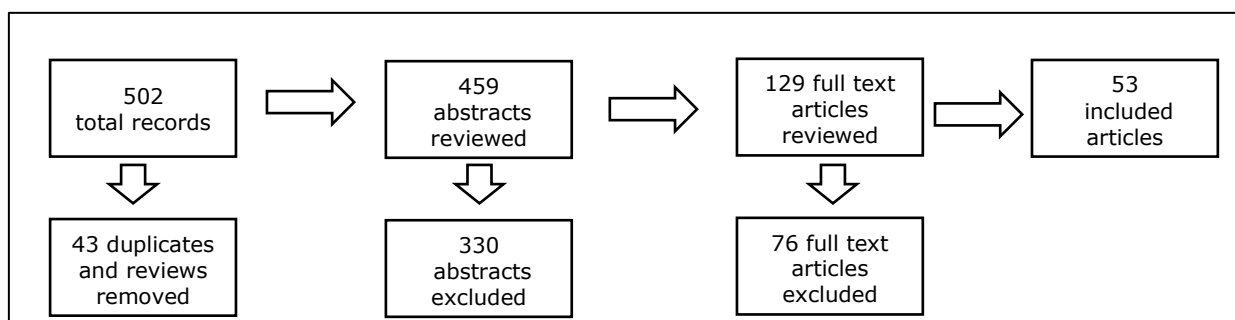 502
total records
459
abstracts
reviewed
129 full text
articles
reviewed
53
included
articles
43 duplicates
and reviews
removed
330
abstracts
excluded
76 full text
articles
excluded